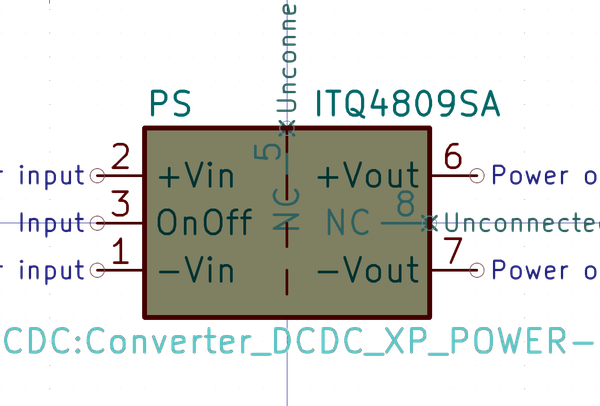 Unconne
PS
ITQ4809SA
5
NC
2
+Vin
+Vout
6
r input
Power o
3
OnOff
NC
8
Input
Unconnecte
1
-Vin
-Vout
7
r input
Power o
CDC:Converter_DCDC_XP_POWER-